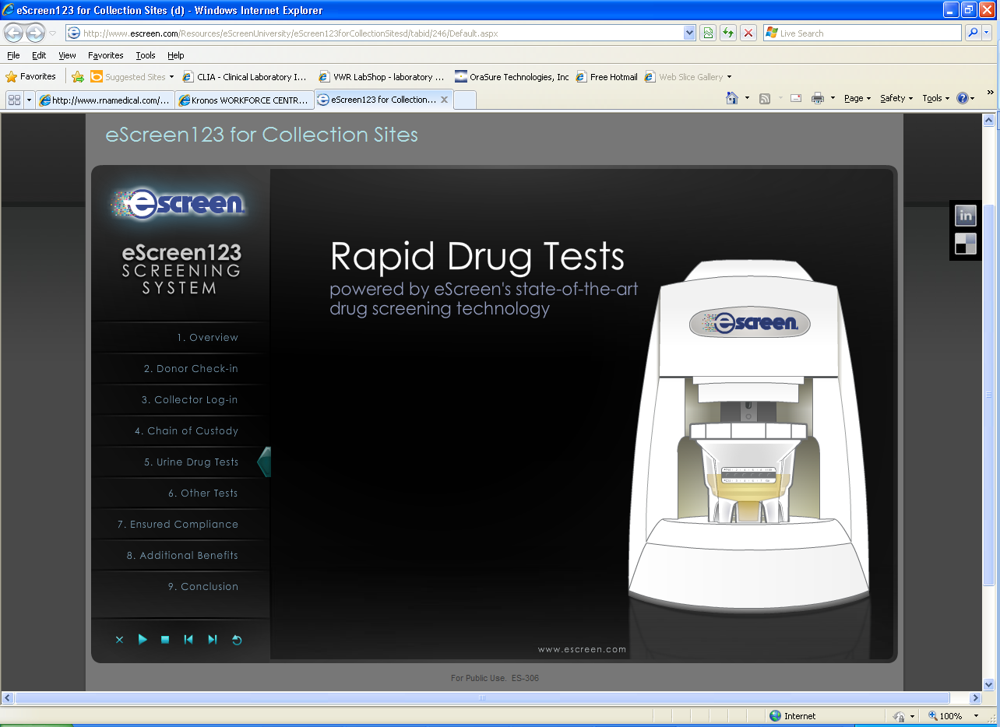 eScreen123 for Collection Sites (d) - Windows Internet Explorer
http://www.escreen.com/Resources/eScreenUniversity/eScreen123forCollectionSitesd/tabid/246/Default.aspx
Live Search
File Edit View Favorites Tools Help
Favorites
Suggested Sites
CLIA - Clinical Laboratory I...
VWR LabShop - laboratory ...
OraSure Technologies, Inc
Free Hotmail
Web Slice Gallery
http://www.rnamedical.com/...
Kronos WORKFORCE CENTR...
eScreen123 for Collection...
Page
Safety
Tools
eScreen123 for Collection Sites
escreen
eScreen123
SCREENING
SYSTEM
1. Overview
2. Donor Check-in
3. Collector Log-in
4. Chain of Custody
5. Urine Drug Tests
6. Other Tests
7. Ensured Compliance
8. Additional Benefits
9. Conclusion
Rapid Drug Tests
powered by eScreen's state-of-the-art
drug screening technology
escreen
www.escreen.com
in
For Public Use. ES-306
Internet
100%